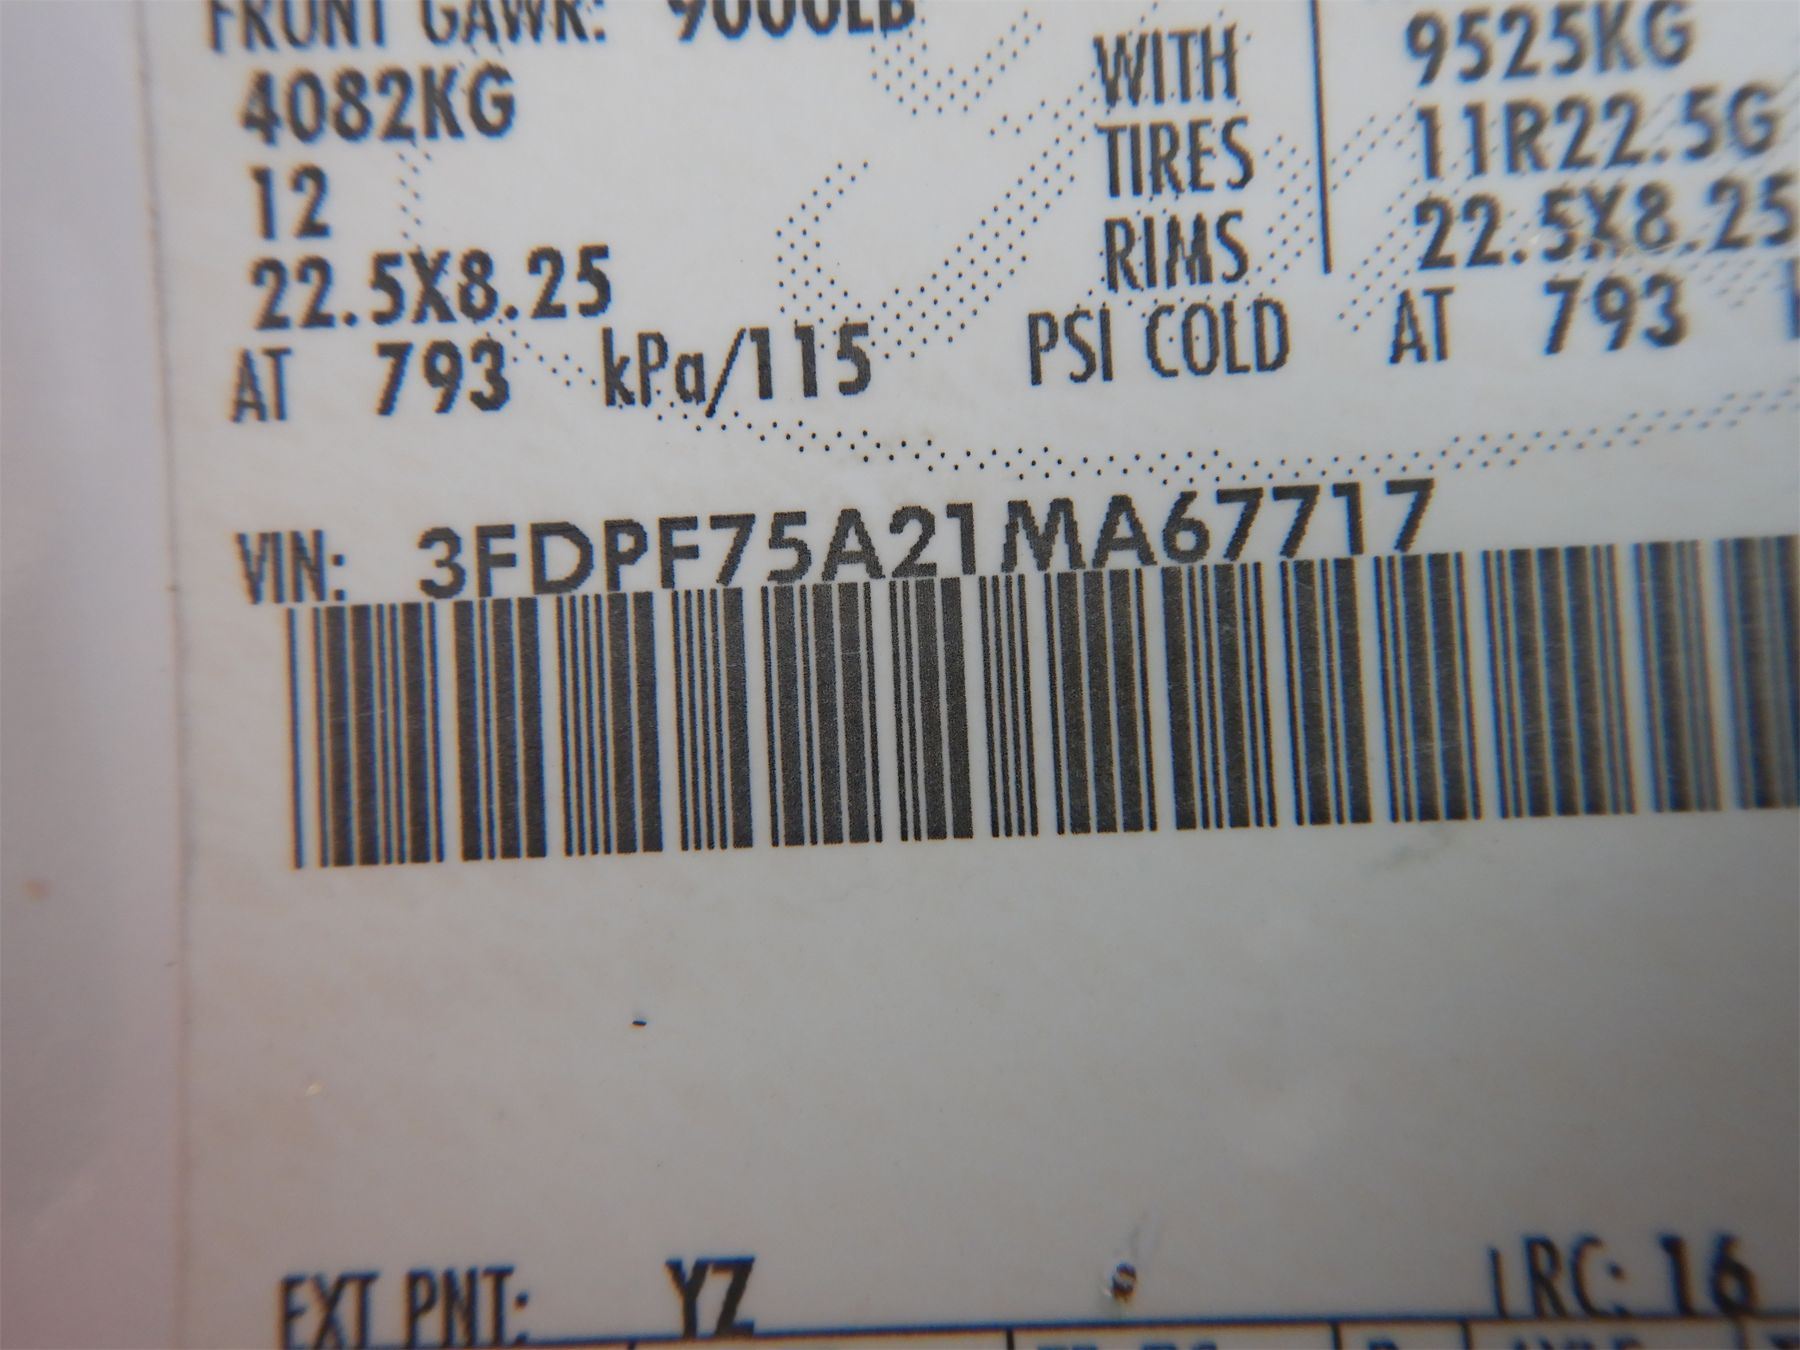 FRONT GAWR: 9000LB
4082KG WITH 9525KG
12 TIRES 11R22.5G
22.5X8.25 RIMS 22.5X8.25
AT 793 kPa/115 PSI COLD AT 793
VIN: 3FDPF75A21MA67717
EXT PNT: YZ RC: 16